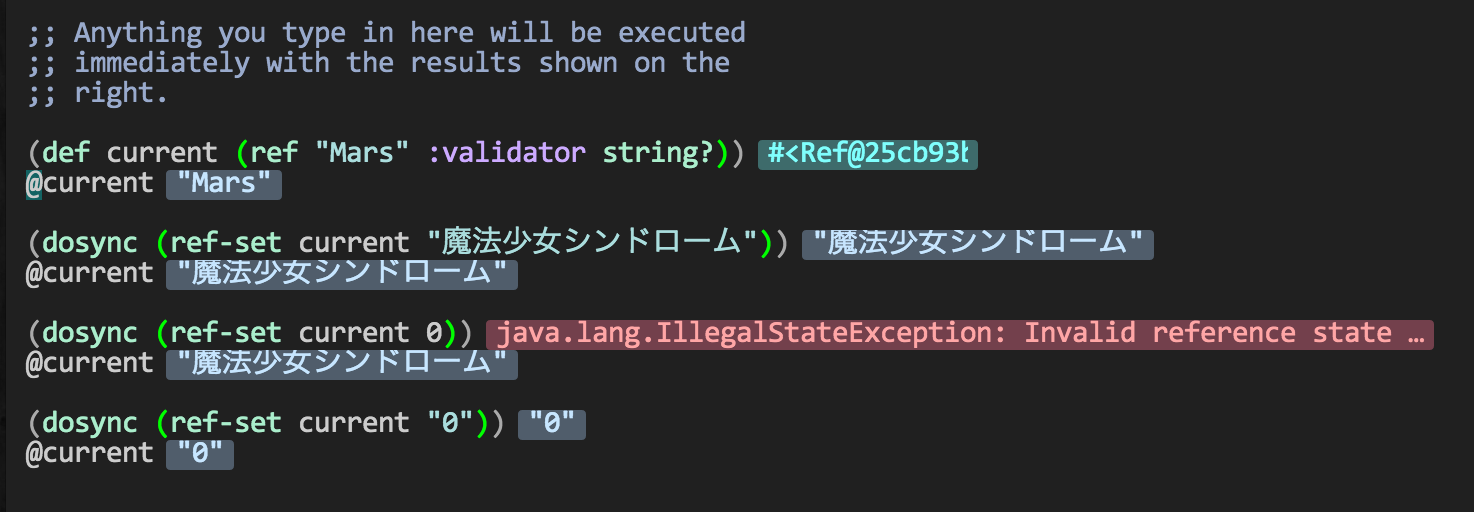 ;; Anything you type in here will be executed
;; immediately with the results shown on the
;; right.
(def current (ref "Mars" :validator string?)) #<Ref@25cb93b
@current "Mars"
(dosync (ref-set current "魔法少女シンドローム")) "魔法少女シンドローム"
@current "魔法少女シンドローム"
(dosync (ref-set current 0)) java.lang.IllegalStateException: Invalid reference state …
@current "魔法少女シンドローム"
(dosync (ref-set current "0")) "0"
@current "0"